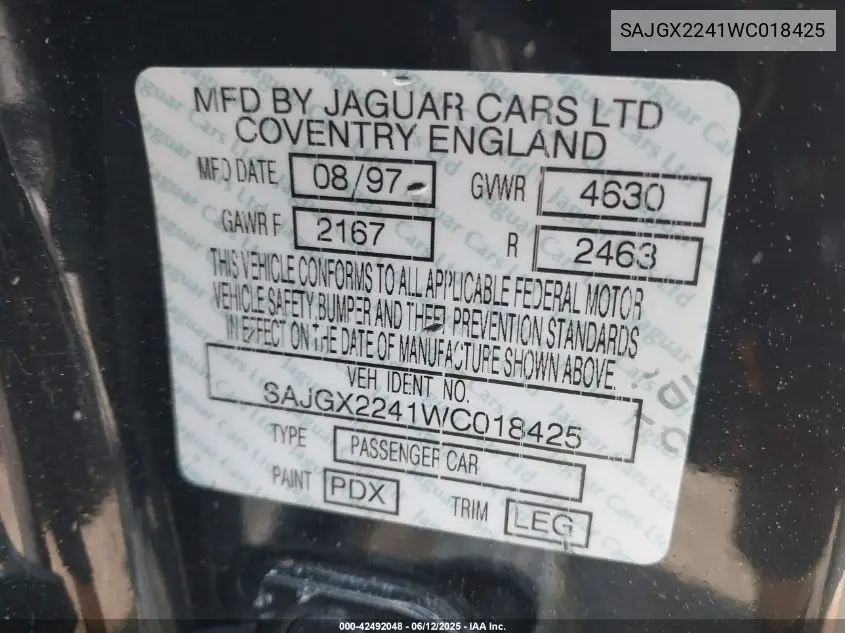 SAJGX2241WC018425
MFD BY JAGUAR CARS LTD
COVENTRY ENGLAND
MFD DATE 08/97 GVWR 4630
GAWR F 2167 R 2463
THIS VEHICLE CONFORMS TO ALL APPLICABLE FEDERAL MOTOR
VEHICLE SAFETY, BUMPER AND THEFT PREVENTION STANDARDS
IN EFFECT ON THE DATE OF MANUFACTURE SHOWN ABOVE.
VEH IDENT NO.
SAJGX2241WC018425
TYPE PASSENGER CAR
PAINT PDX TRIM LEG
000-42492048 - 06/12/2025 - IAA Inc.